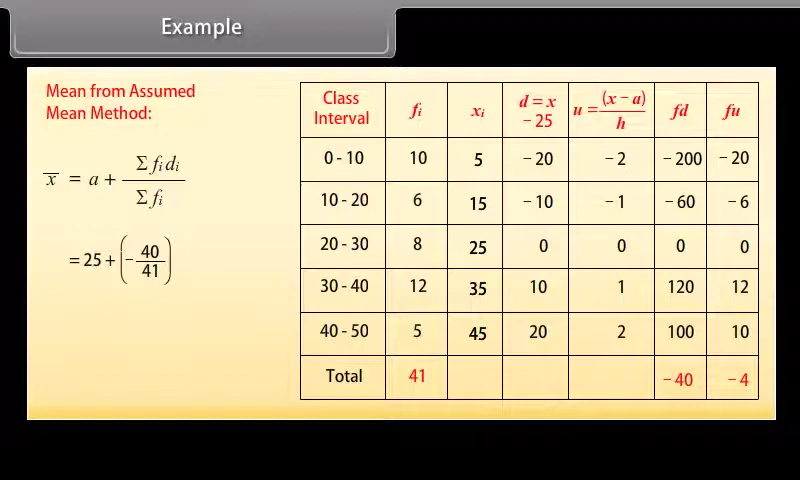 Example
Mean from Assumed
Mean Method:
x̄ = a + Σ fᵢ dᵢ / Σ fᵢ
= 25 + (− 40/41)
Class Interval fᵢ xᵢ d = x − 25 u = (x − a)/h fd fu
0 - 10 10 5 − 20 − 2 − 200 − 20
10 - 20 6 15 − 10 − 1 − 60 − 6
20 - 30 8 25 0 0 0 0
30 - 40 12 35 10 1 120 12
40 - 50 5 45 20 2 100 10
Total 41 − 40 − 4